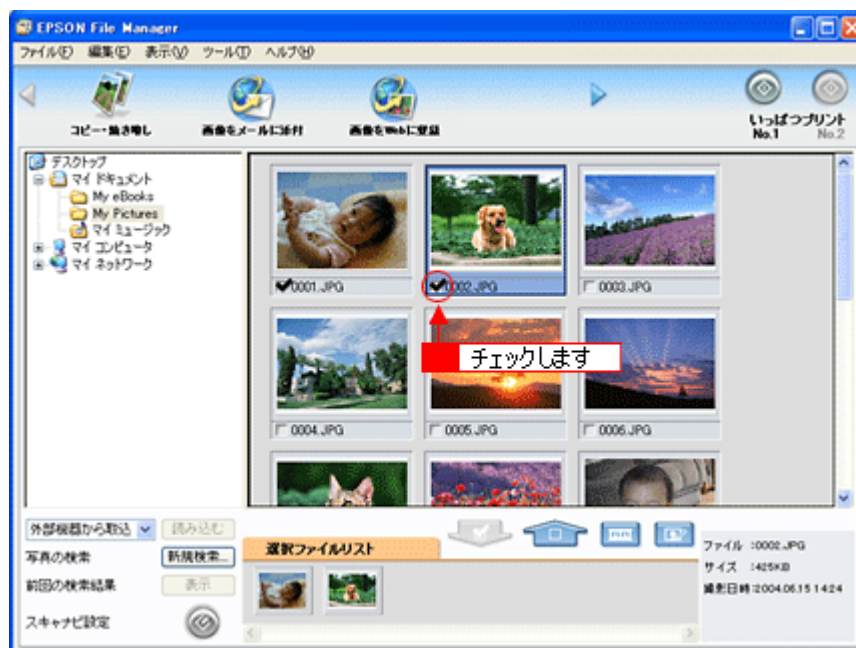 EPSON File Manager
ファイル(F) 編集(E) 表示(V) ツール(T) ヘルプ(H)
コピー・焼き増し 画像をメールに添付 画像をWebに登録 いっぱつプリント
No.1 No.2
デスクトップ
マイ ドキュメント
My eBooks
My Pictures
マイ ミュージック
マイ コンピュータ
マイ ネットワーク
0001.JPG 0002.JPG 0003.JPG
チェックします
0004.JPG 0005.JPG 0006.JPG
外部機器から取込 読み込む
写真の検索 新規検索...
前回の検索結果 表示
スキャナビ設定
選択ファイルリスト
ファイル :0002.JPG
サイズ :425KB
撮影日時:2004.06.15 14:24